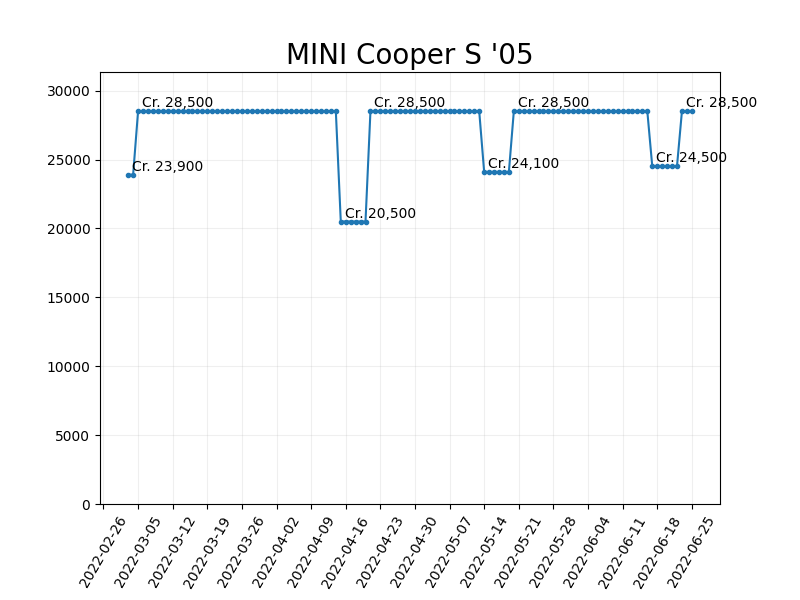 MINI Cooper S '05
30000
25000
20000
15000
10000
5000
0
Cr. 28,500
Cr. 28,500
Cr. 28,500
Cr. 28,500
Cr. 23,900
Cr. 24,100
Cr. 24,500
Cr. 20,500
2022-02-26
2022-03-05
2022-03-12
2022-03-19
2022-03-26
2022-04-02
2022-04-09
2022-04-16
2022-04-23
2022-04-30
2022-05-07
2022-05-14
2022-05-21
2022-05-28
2022-06-04
2022-06-11
2022-06-18
2022-06-25